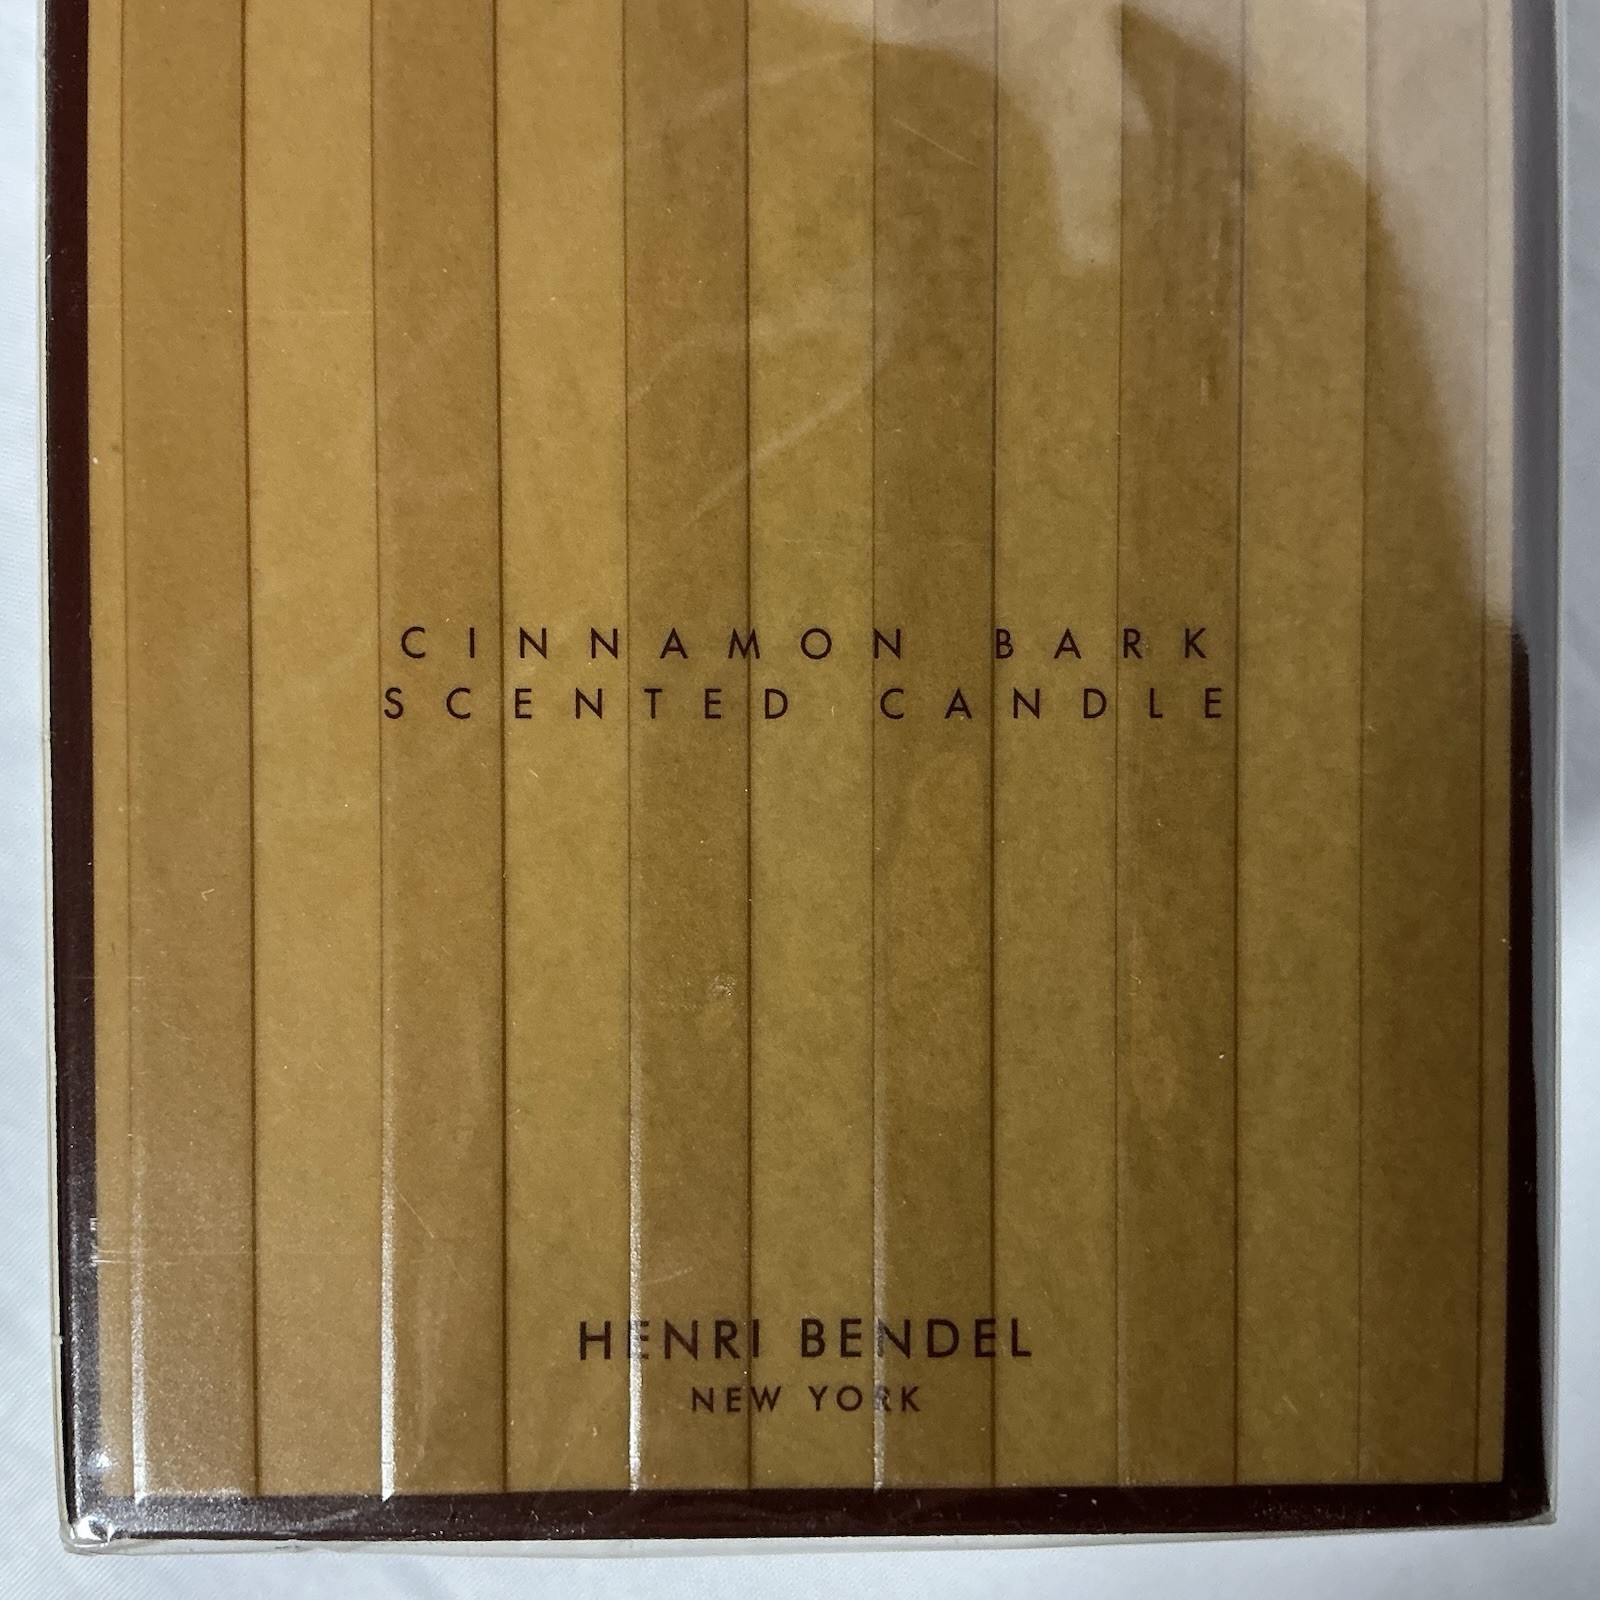 CINNAMON BARK
SCENTED CANDLE
HENRI BENDEL
NEW YORK